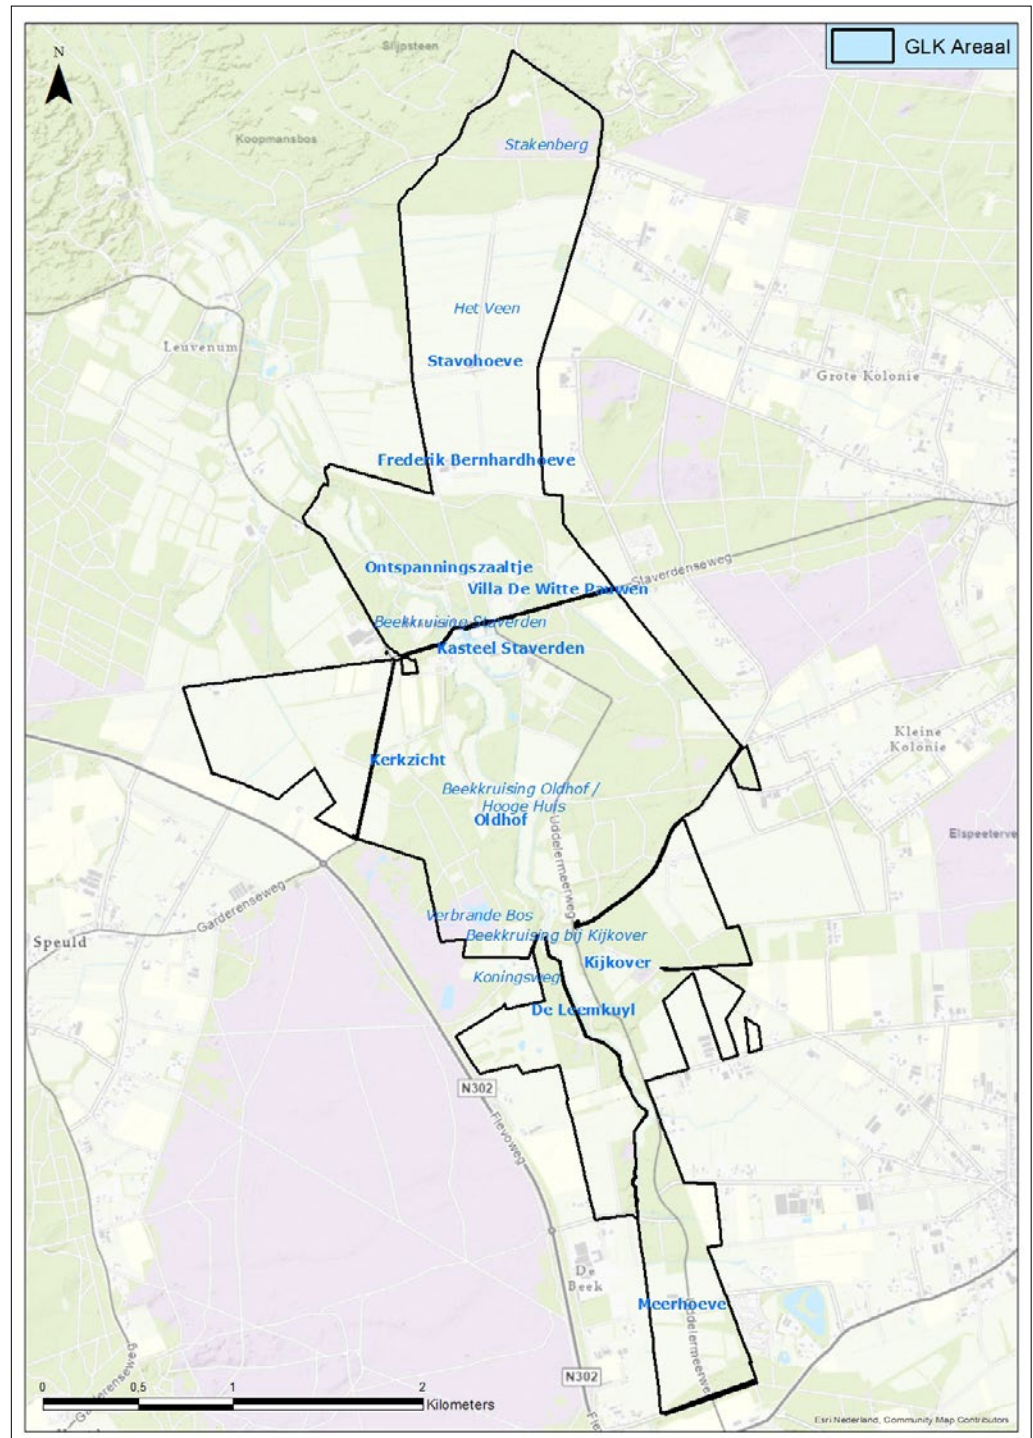 Slijpsteen
GLK Areaal
N
Koopmansbos
Stakenberg
Het Veen
Leuvenum
Stavohoeve
Grote Kolonie
Frederik Bernhardhoeve
Ontspanningszaaltje
Staverdenseweg
Villa De Witte Pauwen
Beekkruising Staverden
Kasteel Staverden
Kleine
Kolonie
Kerkzicht
Beekkruising Oldhof /
Hooge Huis
Oldhof
Uddelermeerweg
Elspeeterve
Garderenseweg
Verbrande Bos
Speuld
Beekkruising bij Kijkover
Kijkover
Koningsweg
De Leemkuyl
N302
Flevoweg
De
Beek
Meerhoeve
Uddelermeerweg
Garderenseweg
N302
0 0,5 1 2
Kilometers
Esri Nederland, Community Map Contributors